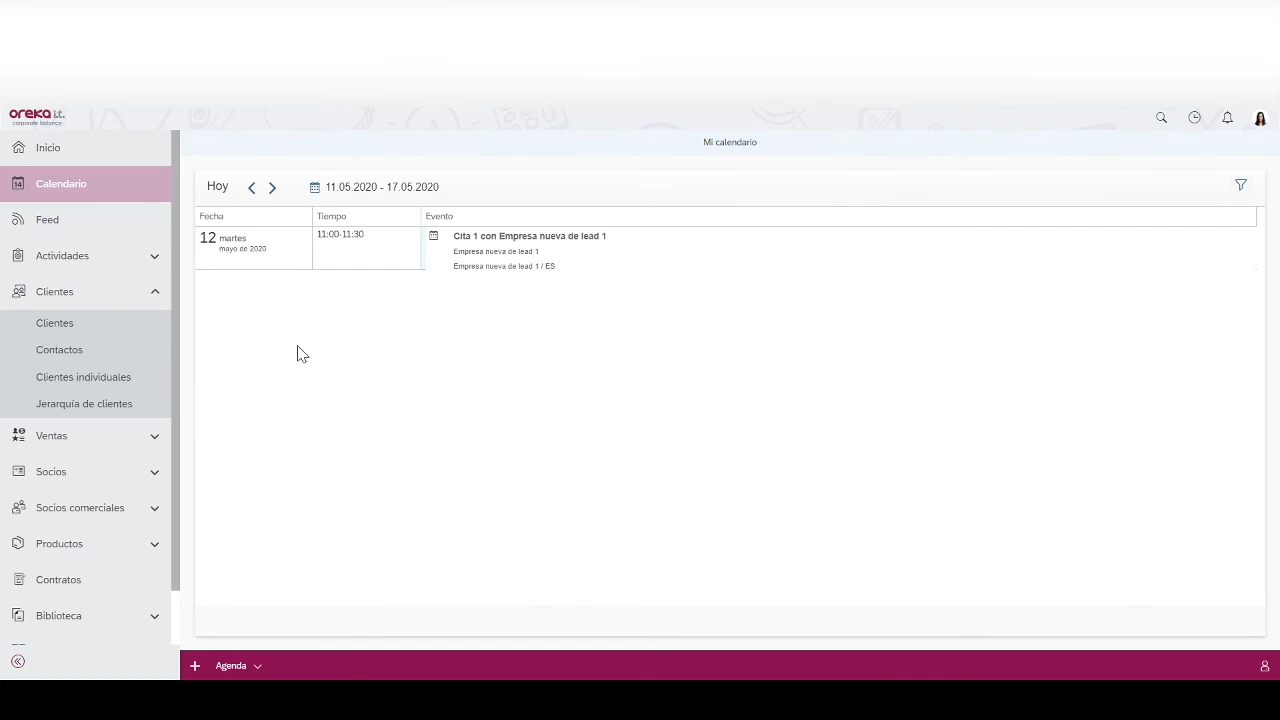 oreka i.t.
corporate balance
Mi calendario
Inicio
14
Calendario
Feed
Actividades
Clientes
Clientes
Contactos
Clientes individuales
Jerarquía de clientes
Ventas
Socios
Socios comerciales
Productos
Contratos
Biblioteca
Hoy
11.05.2020 - 17.05.2020
Fecha Tiempo Evento
12 martes 11:00-11:30 Cita 1 con Empresa nueva de lead 1
mayo de 2020 Empresa nueva de lead 1
Empresa nueva de lead 1 / ES
Agenda